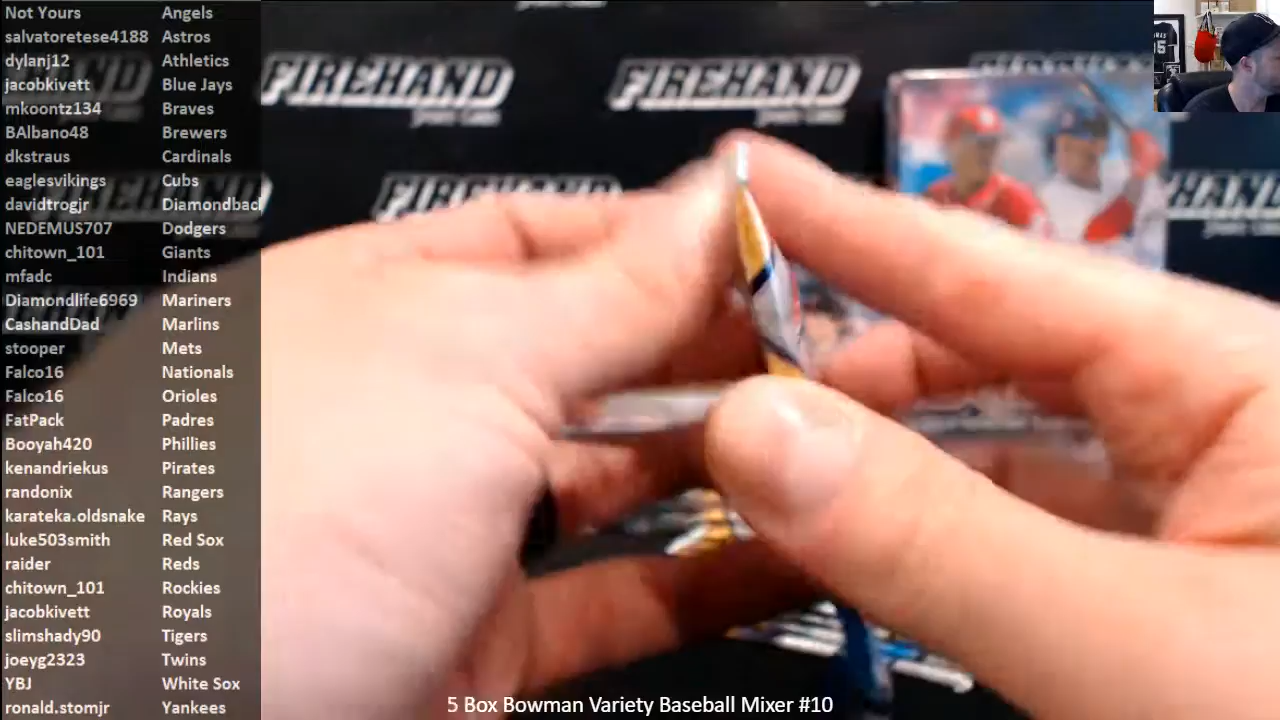 Not Yours Angels
salvatoretese4188 Astros
dylanj12 Athletics
jacobkivett Blue Jays
mkoontz134 Braves
BAlbano48 Brewers
dkstraus Cardinals
eaglesvikings Cubs
davidtrogjr Diamondback
NEDEMUS707 Dodgers
chitown_101 Giants
mfadc Indians
Diamondlife6969 Mariners
CashandDad Marlins
stooper Mets
Falco16 Nationals
Falco16 Orioles
FatPack Padres
Booyah420 Phillies
kenandriekus Pirates
randonix Rangers
karateka.oldsnake Rays
luke503smith Red Sox
raider Reds
chitown_101 Rockies
jacobkivett Royals
slimshady90 Tigers
joeyg2323 Twins
YBJ White Sox
ronald.stomjr Yankees
FIREHAND
FIREHAND
5 Box Bowman Variety Baseball Mixer #10